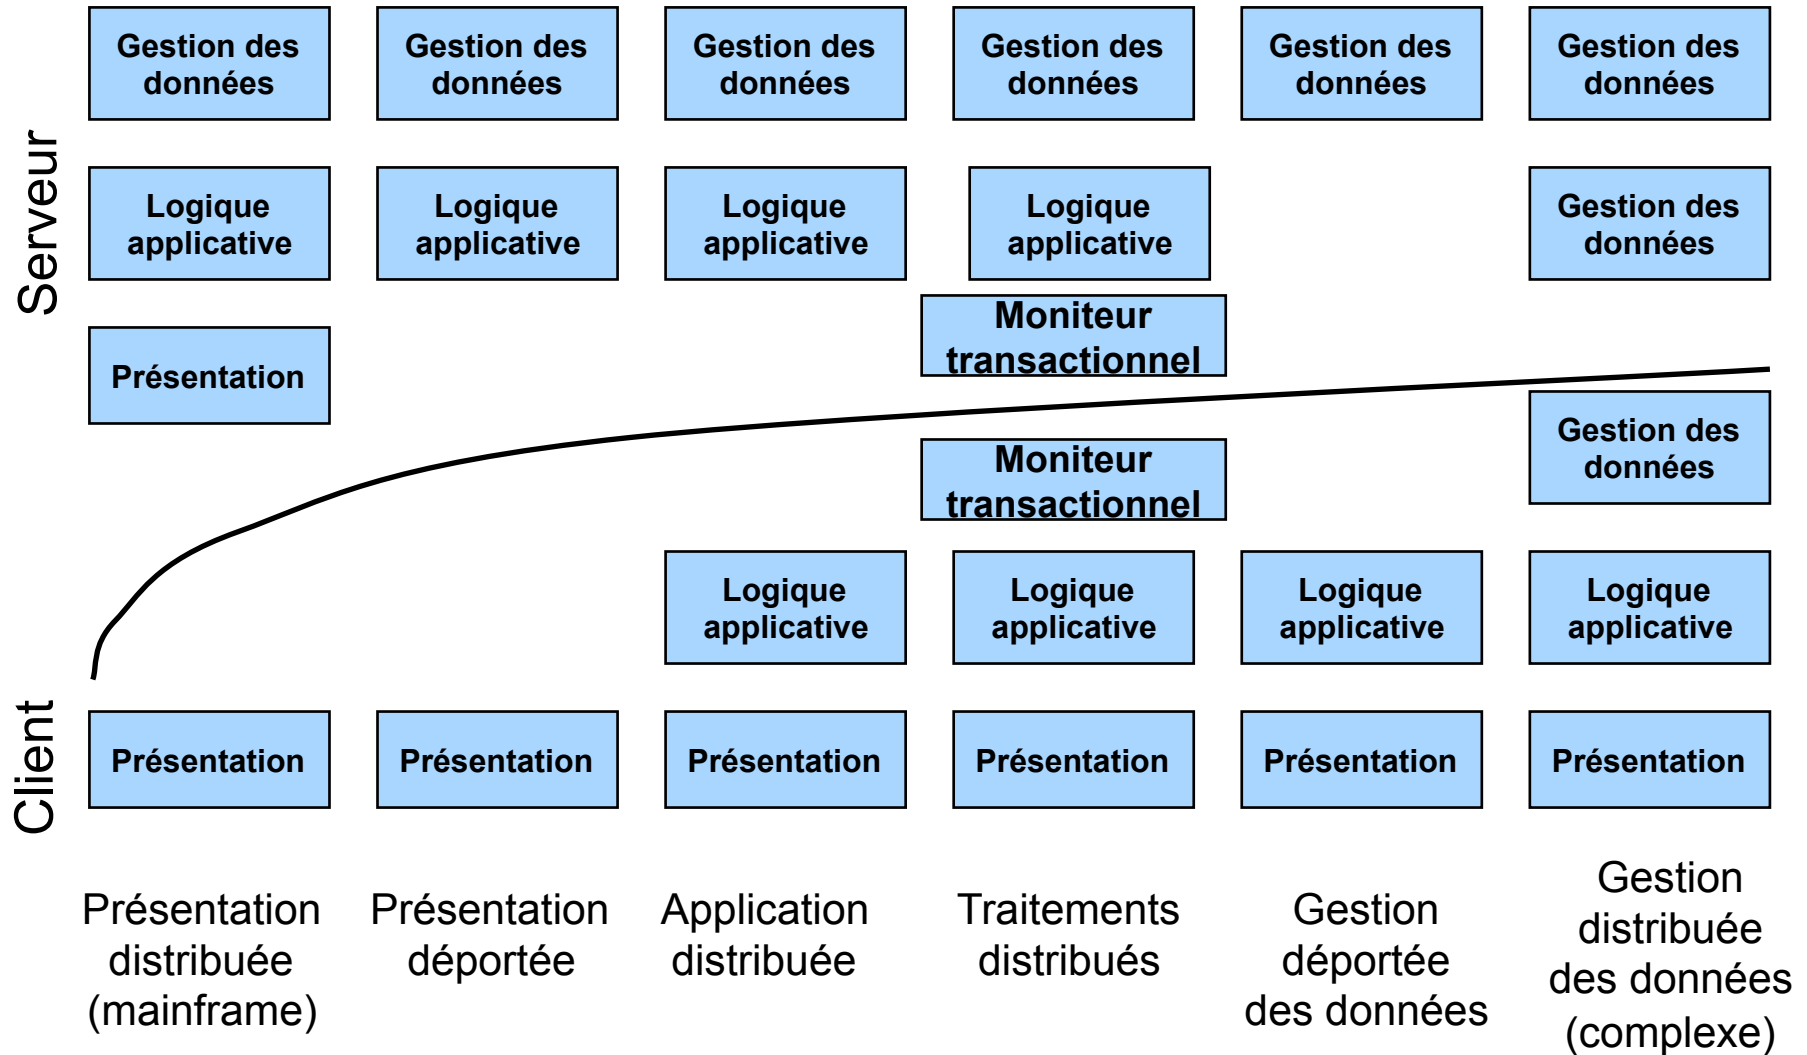 Serveur
Client
Gestion des
données
Gestion des
données
Gestion des
données
Gestion des
données
Gestion des
données
Gestion des
données
Logique
applicative
Logique
applicative
Logique
applicative
Logique
applicative
Gestion des
données
Présentation
Moniteur
transactionnel
Moniteur
transactionnel
Gestion des
données
Logique
applicative
Logique
applicative
Logique
applicative
Logique
applicative
Présentation
Présentation
Présentation
Présentation
Présentation
Présentation
Présentation
distribuée
(mainframe)
Présentation
déportée
Application
distribuée
Traitements
distribués
Gestion
déportée
des données
Gestion
distribuée
des données
(complexe)